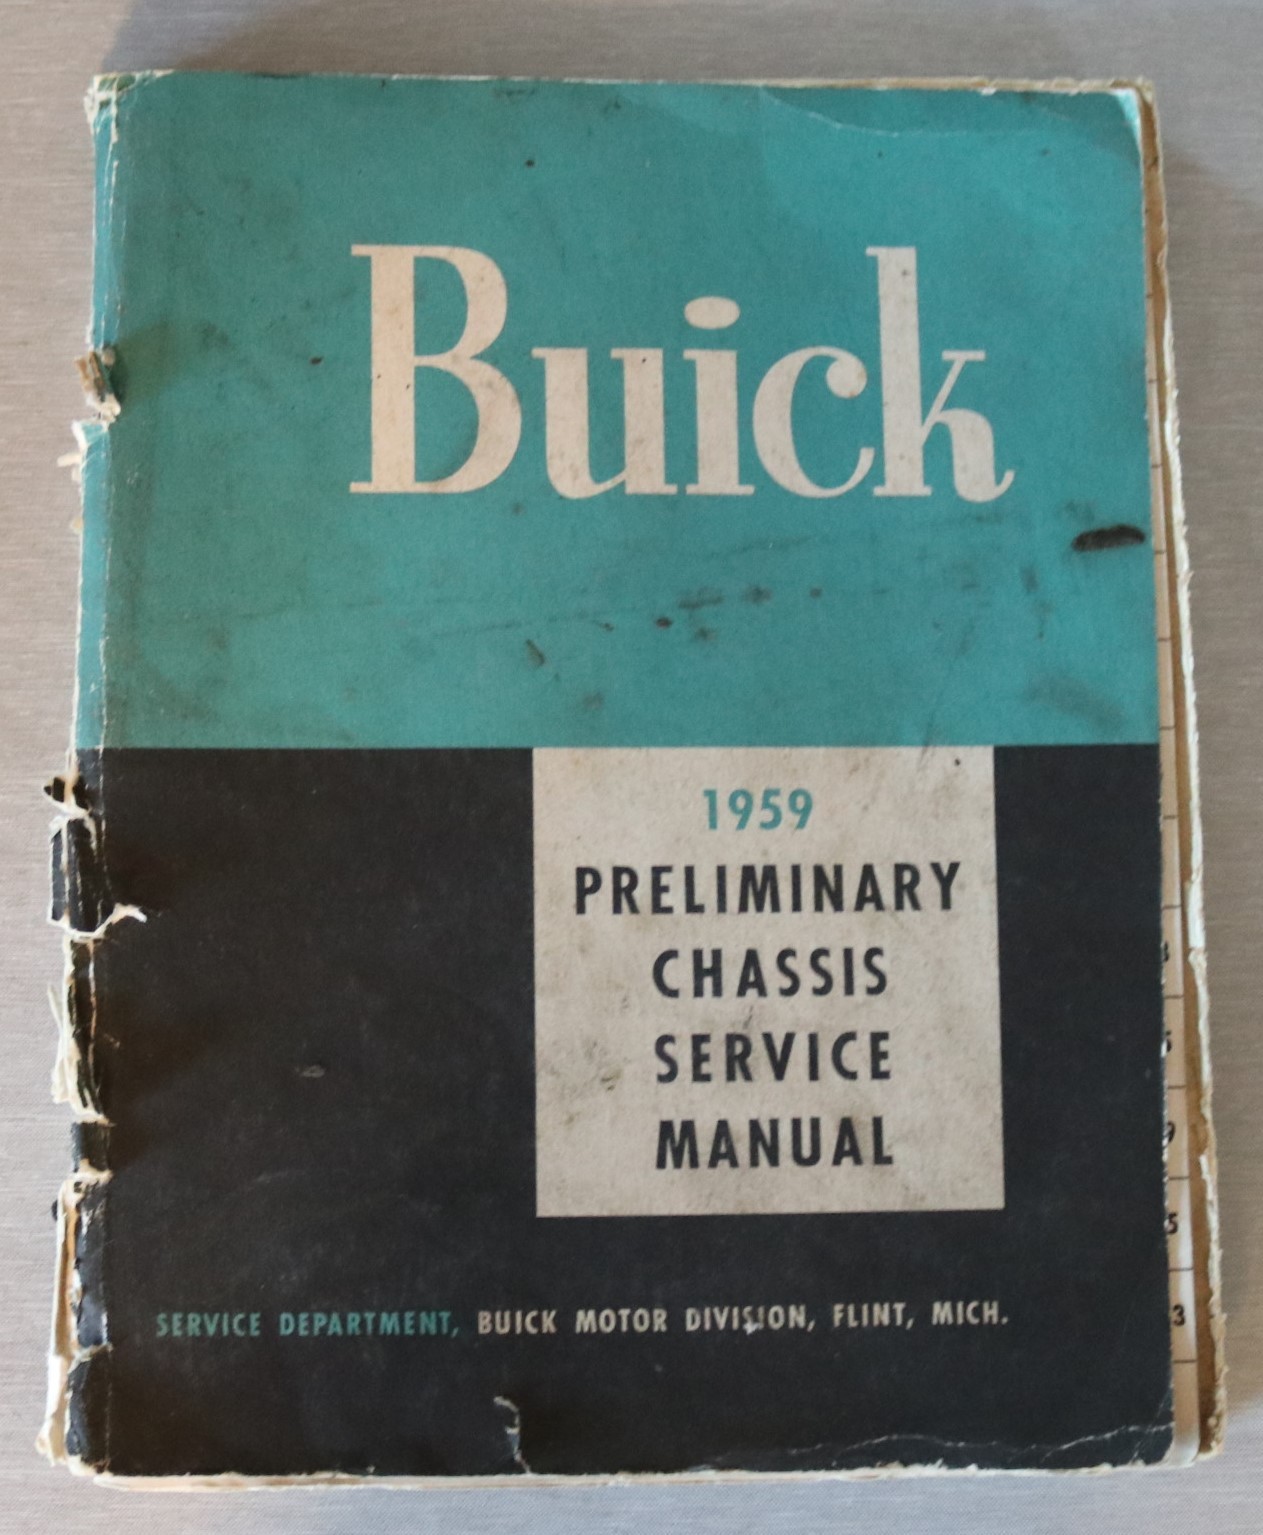 Buick
1959
PRELIMINARY
CHASSIS
SERVICE
MANUAL
SERVICE DEPARTMENT, BUICK MOTOR DIVISION, FLINT, MICH.